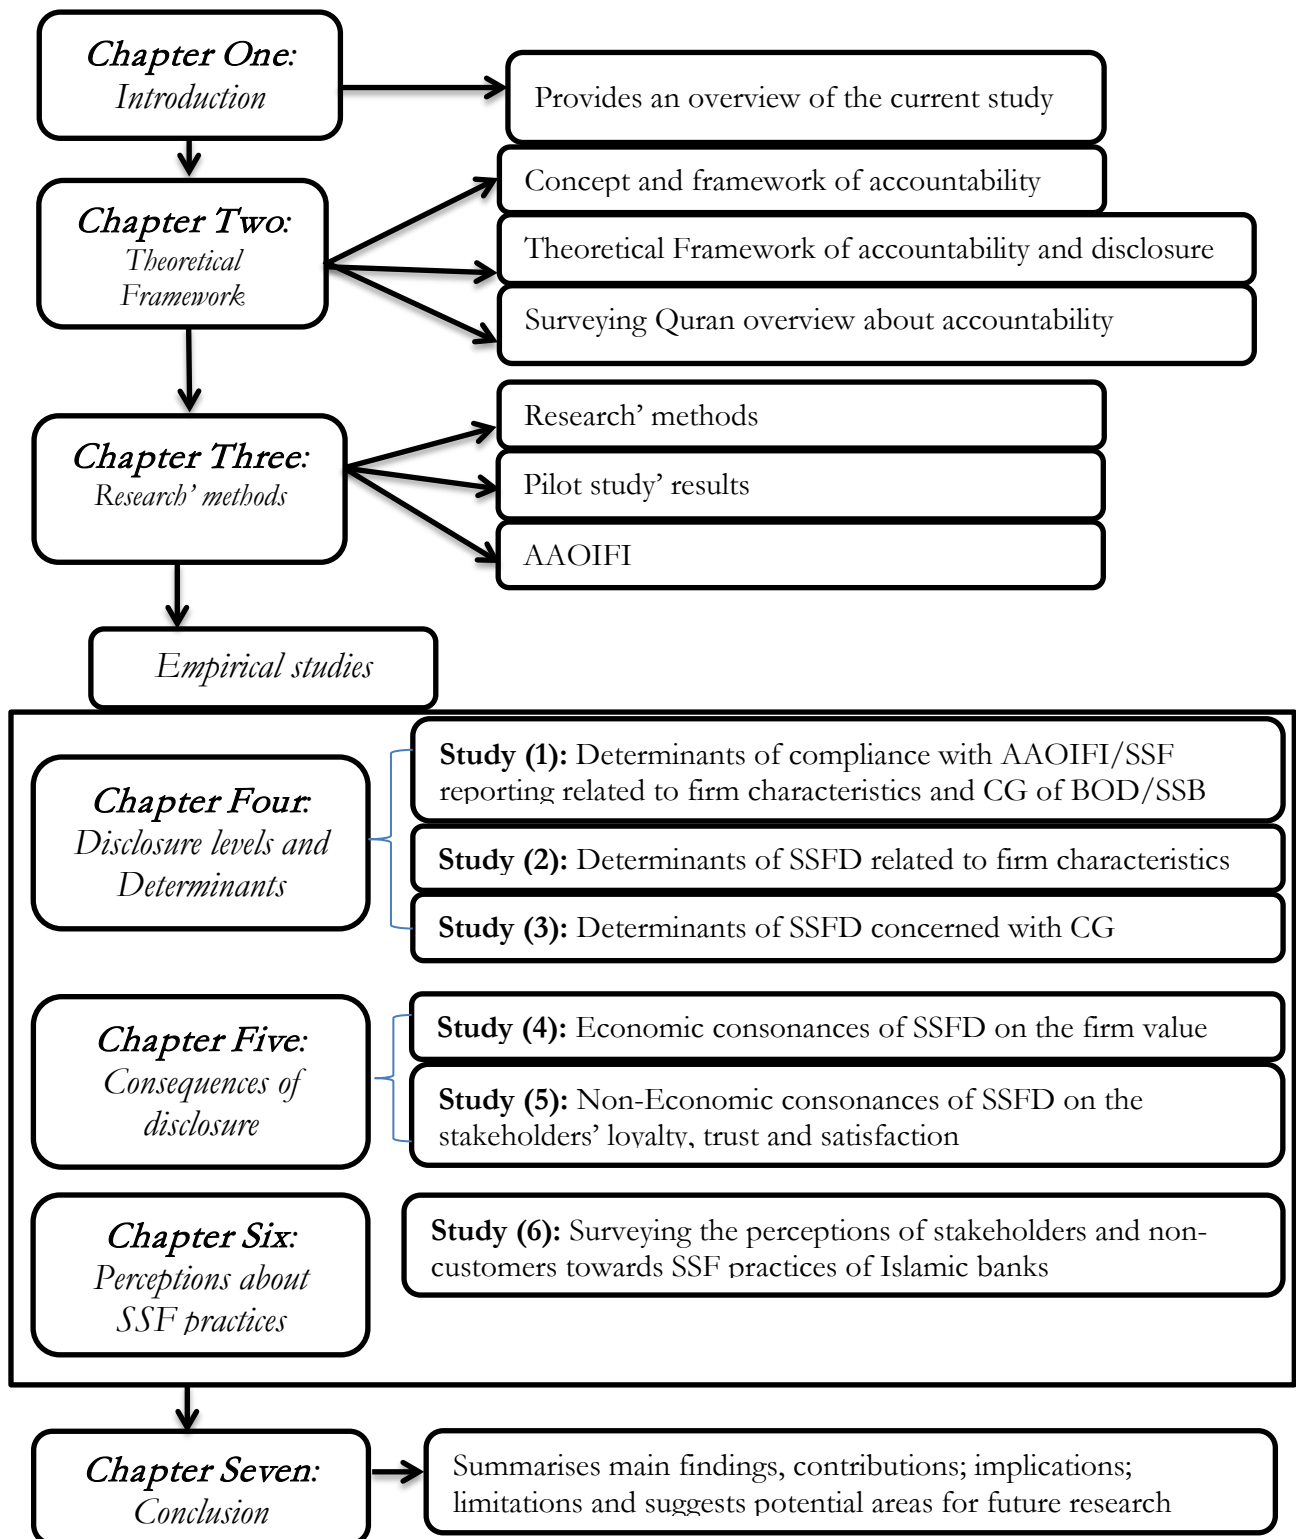 Chapter One:
Introduction
Provides an overview of the current study
Chapter Two:
Theoretical
Framework
Concept and framework of accountability
Theoretical Framework of accountability and disclosure
Surveying Quran overview about accountability
Chapter Three:
Research’ methods
Research’ methods
Pilot study’ results
AAOIFI
Empirical studies
Chapter Four:
Disclosure levels and
Determinants
Study (1): Determinants of compliance with AAOIFI/SSF
reporting related to firm characteristics and CG of BOD/SSB
Study (2): Determinants of SSFD related to firm characteristics
Study (3): Determinants of SSFD concerned with CG
Chapter Five:
Consequences of
disclosure
Study (4): Economic consonances of SSFD on the firm value
Study (5): Non-Economic consonances of SSFD on the
stakeholders’ loyalty, trust and satisfaction
Chapter Six:
Perceptions about
SSF practices
Study (6): Surveying the perceptions of stakeholders and non-
customers towards SSF practices of Islamic banks
Chapter Seven:
Conclusion
Summarises main findings, contributions; implications;
limitations and suggests potential areas for future research